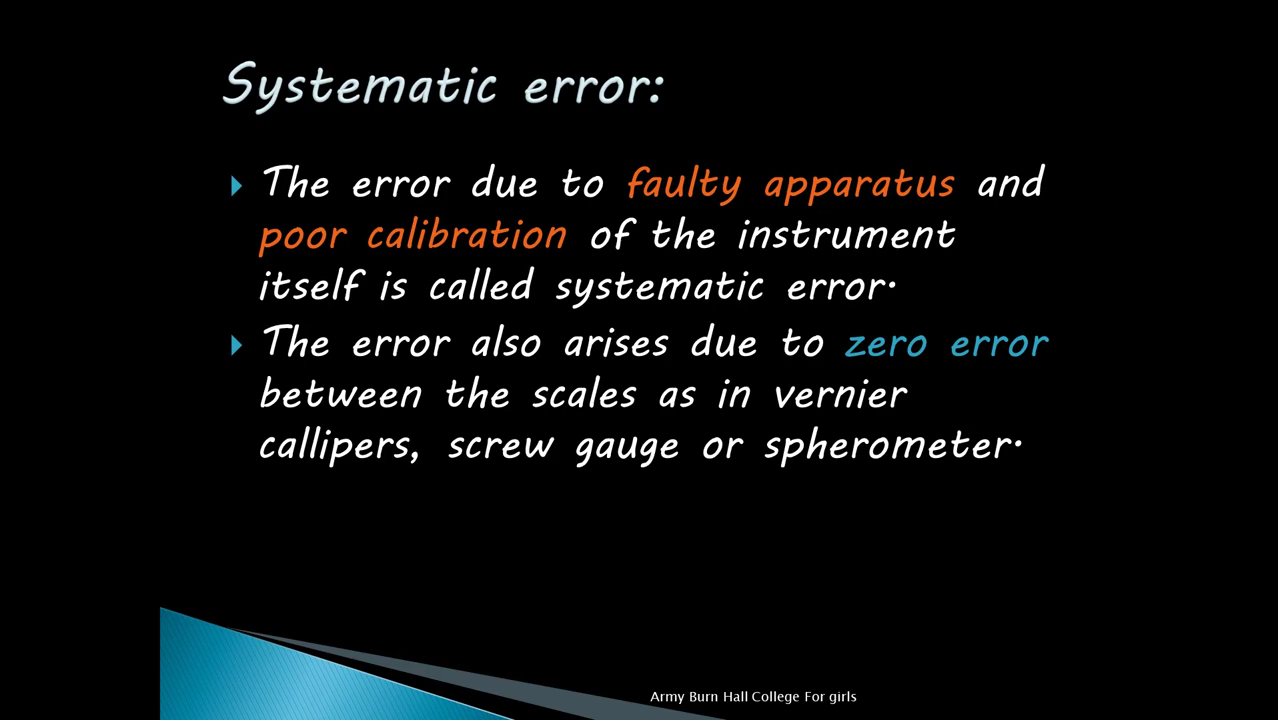 Systematic error:
The error due to faulty apparatus and
poor calibration of the instrument
itself is called systematic error.
The error also arises due to zero error
between the scales as in vernier
callipers, screw gauge or spherometer.
Army Burn Hall College For girls